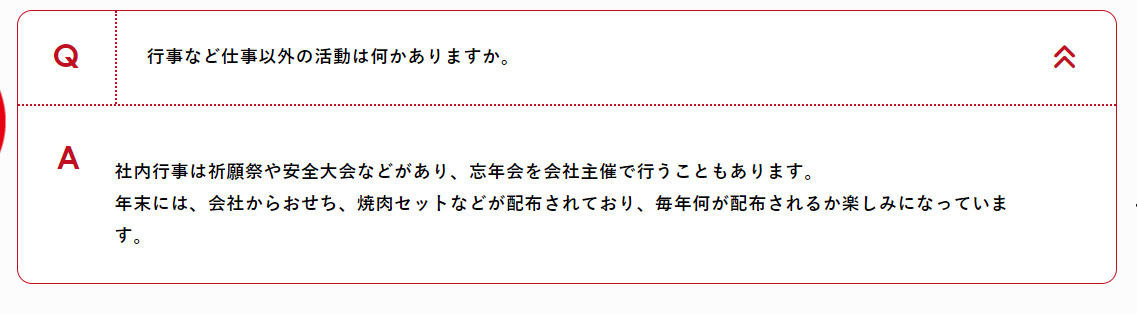 Q
行事など仕事以外の活動は何かありますか。
A
社内行事は祈願祭や安全大会などがあり、忘年会を会社主催で行うこともあります。
年末には、会社からおせち、焼肉セットなどが配布されており、毎年何が配布されるか楽しみになっていま
す。